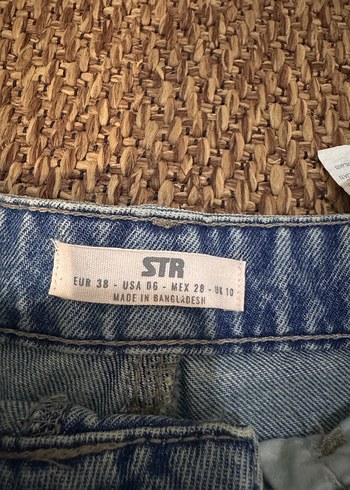 STR
EUR 38 - USA 06 - MEX 28 - UK 10
MADE IN BANGLADESH